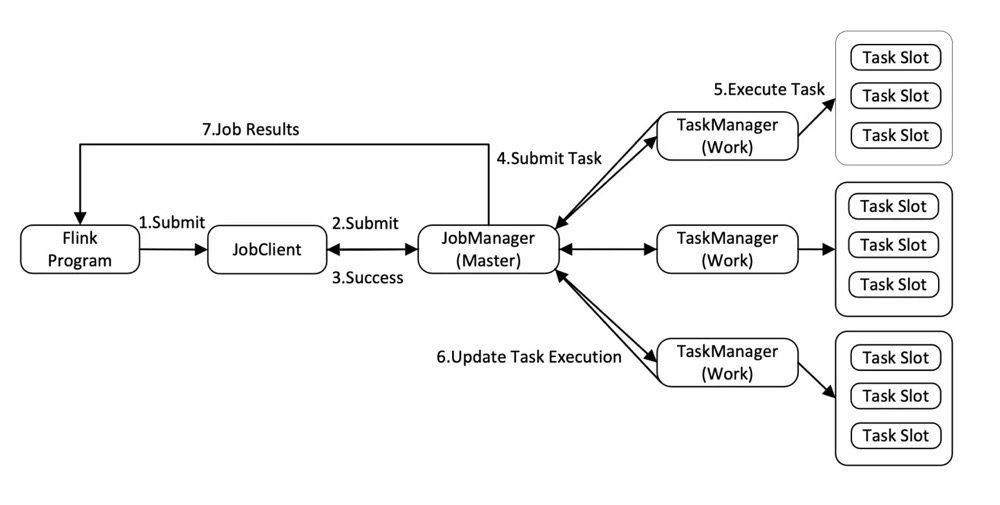 7.Job Results
1.Submit
Flink
Program
JobClient
2.Submit
3.Success
JobManager
(Master)
4.Submit Task
5.Execute Task
6.Update Task Execution
TaskManager
(Work)
Task Slot
Task Slot
Task Slot
TaskManager
(Work)
Task Slot
Task Slot
Task Slot
TaskManager
(Work)
Task Slot
Task Slot
Task Slot